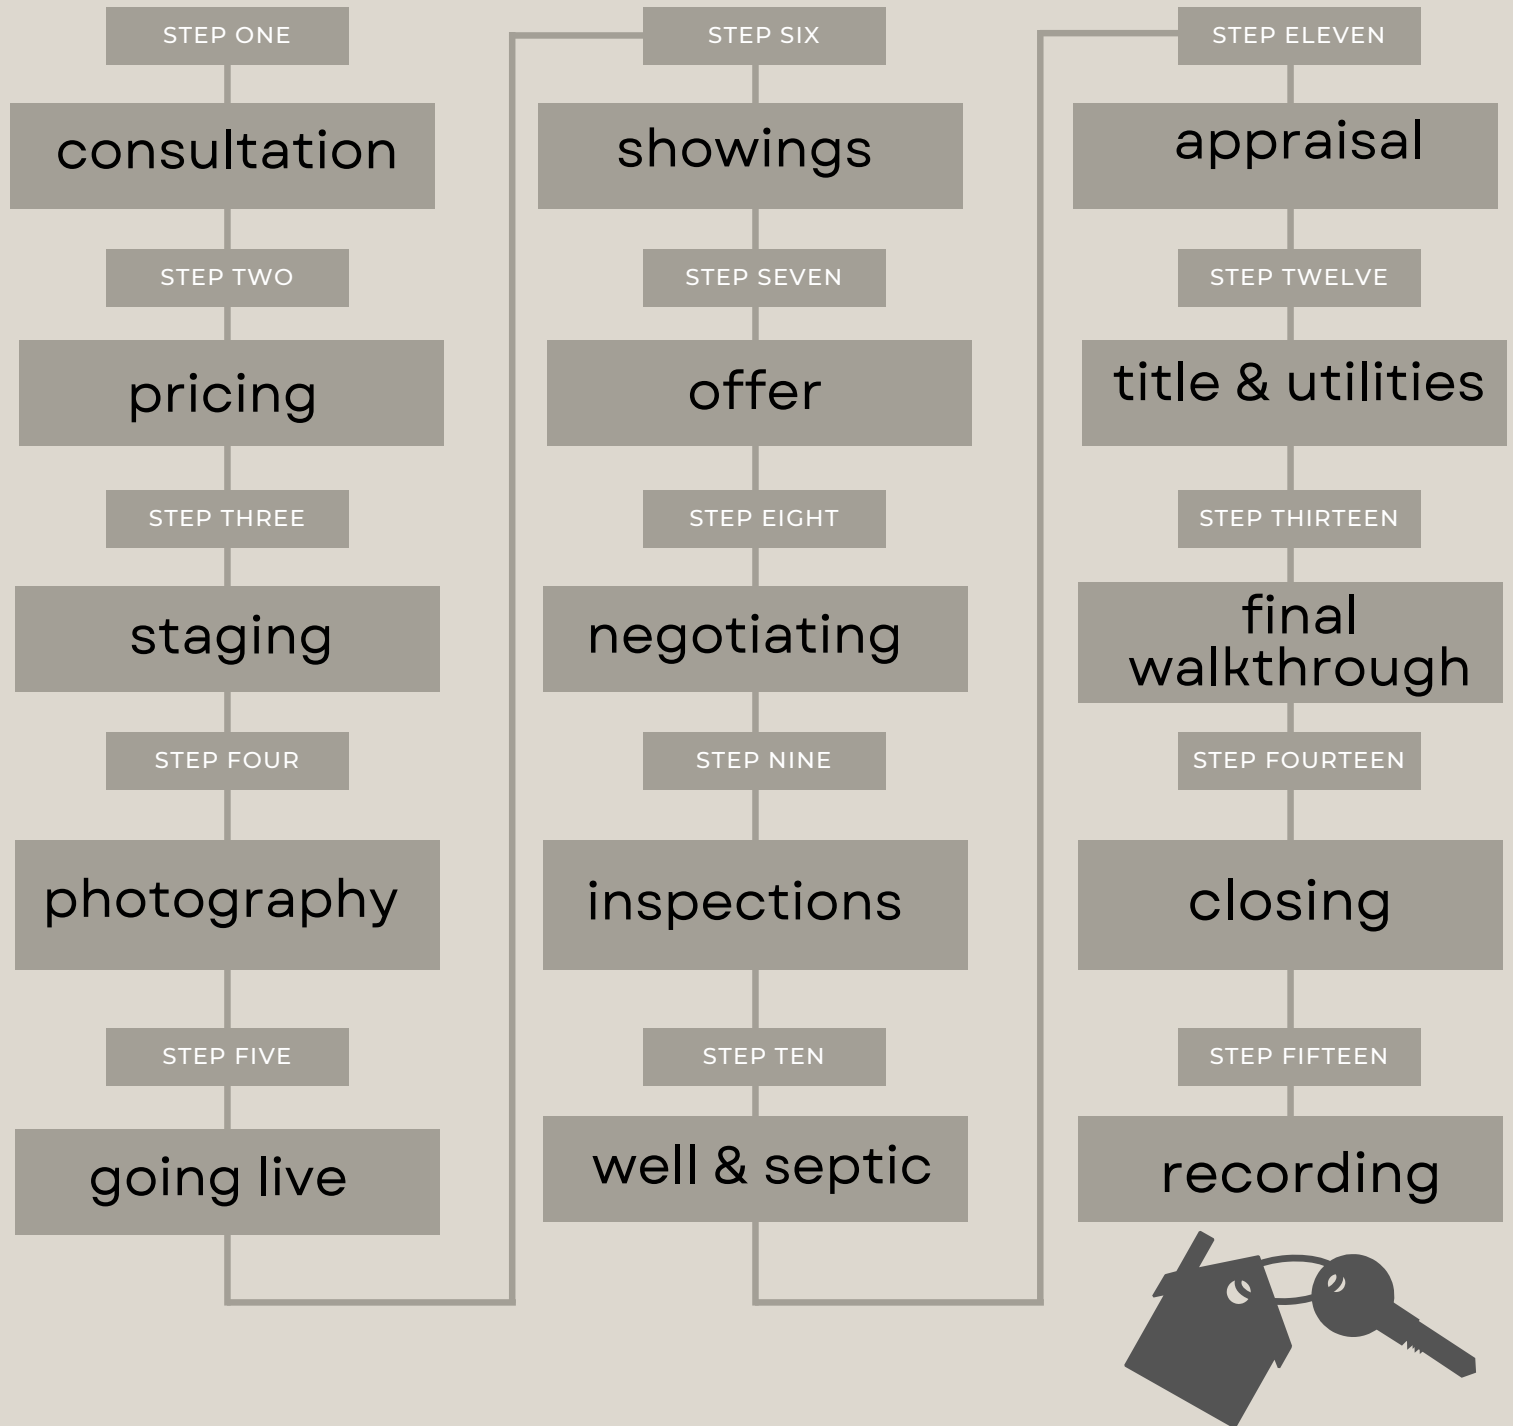 STEP ONE
consultation
STEP TWO
pricing
STEP THREE
staging
STEP FOUR
photography
STEP FIVE
going live
STEP SIX
showings
STEP SEVEN
offer
STEP EIGHT
negotiating
STEP NINE
inspections
STEP TEN
well & septic
STEP ELEVEN
appraisal
STEP TWELVE
title & utilities
STEP THIRTEEN
final
walkthrough
STEP FOURTEEN
closing
STEP FIFTEEN
recording